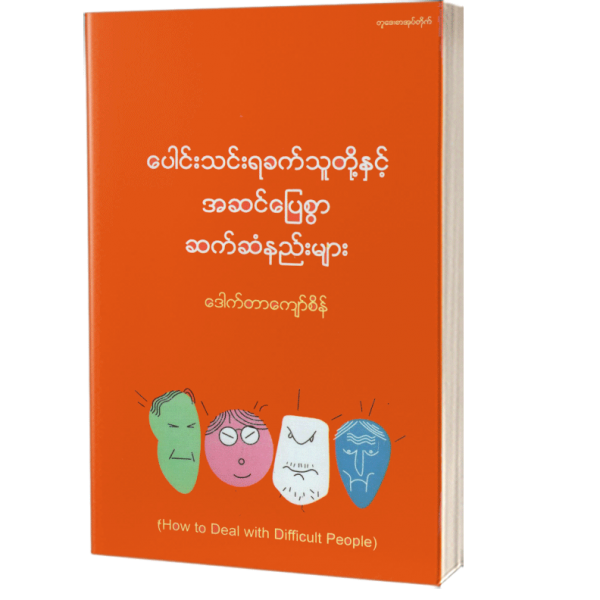 ပေါင်းသင်းရခက်သူတို့နှင့်
အဆင်ပြေစွာ
ဆက်ဆံနည်းများ
ဒေါက်တာကျော်စိန်
(How to Deal with Difficult People)